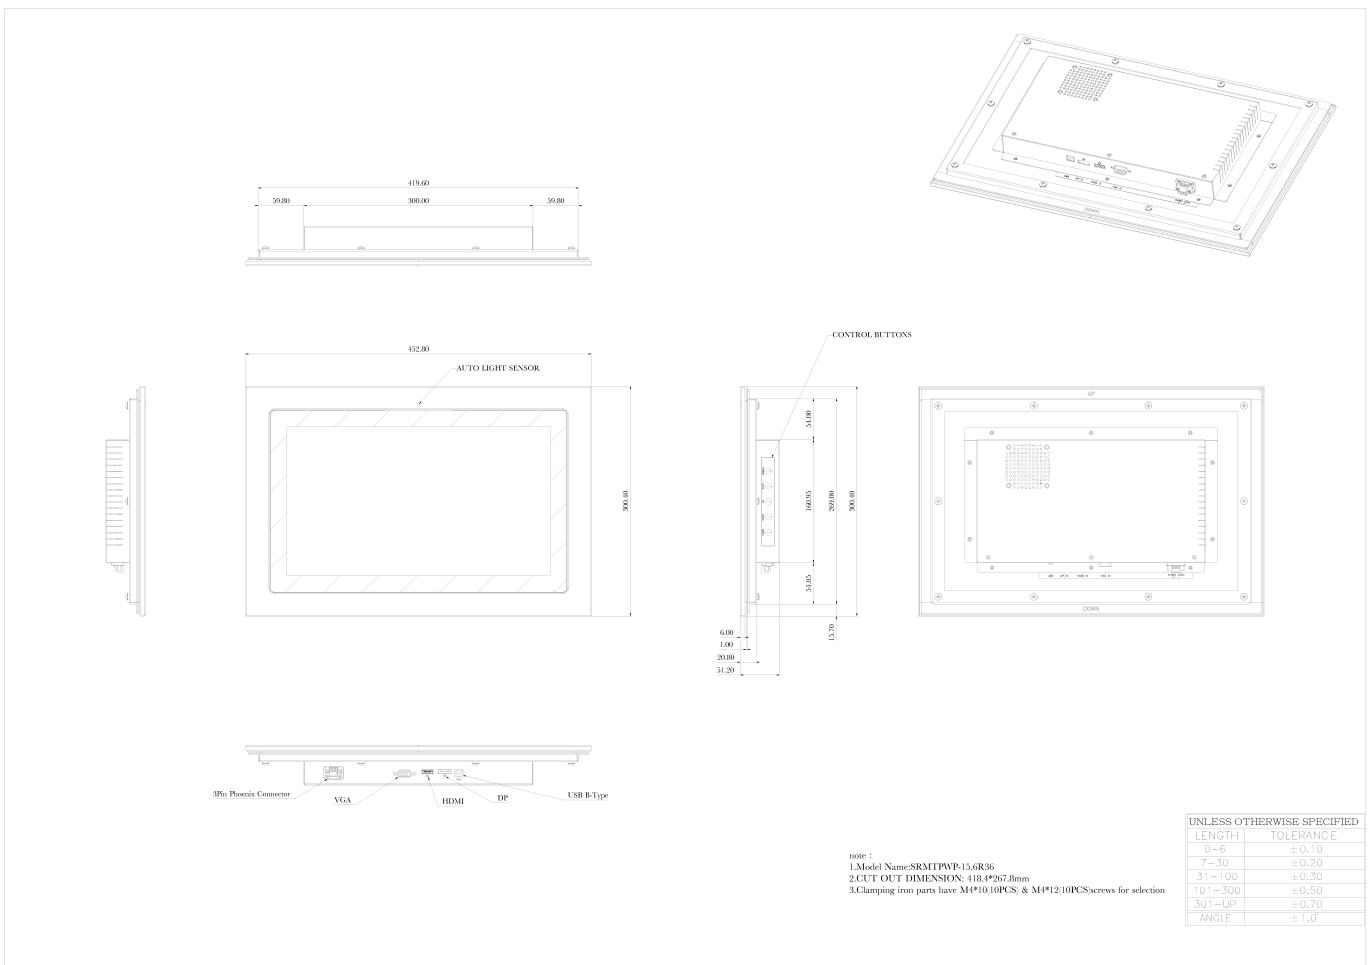 419.60
59.80
300.00
59.80
DOWN
CONTROL BUTTONS
452.80
AUTO LIGHT SENSOR
300.40
54.00
160.95
269.00
300.40
54.05
15.70
6.00
1.00
20.80
51.20
UP
DOWN
3Pin Phoenix Connector
VGA
HDMI
DP
USB B-Type
note :
1.Model Name:SRMTPWP-15.6R36
2.CUT OUT DIMENSION: 418.4*267.8mm
3.Clamping iron parts have M4*10(10PCS) & M4*12(10PCS)screws for selection
UNLESS OTHERWISE SPECIFIED
LENGTH TOLERANCE
0-6 ±0.10
7-30 ±0.20
31-100 ±0.30
101-300 ±0.50
301-UP ±0.70
ANGLE ±1.0°